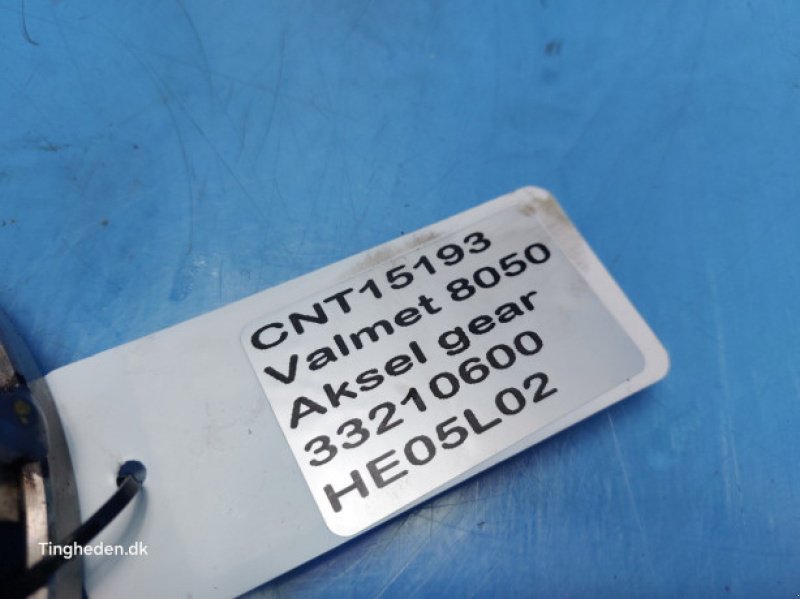 CNT15193
Valmet 8050
Aksel gear
33210600
HE05L02
Tingheden.dk